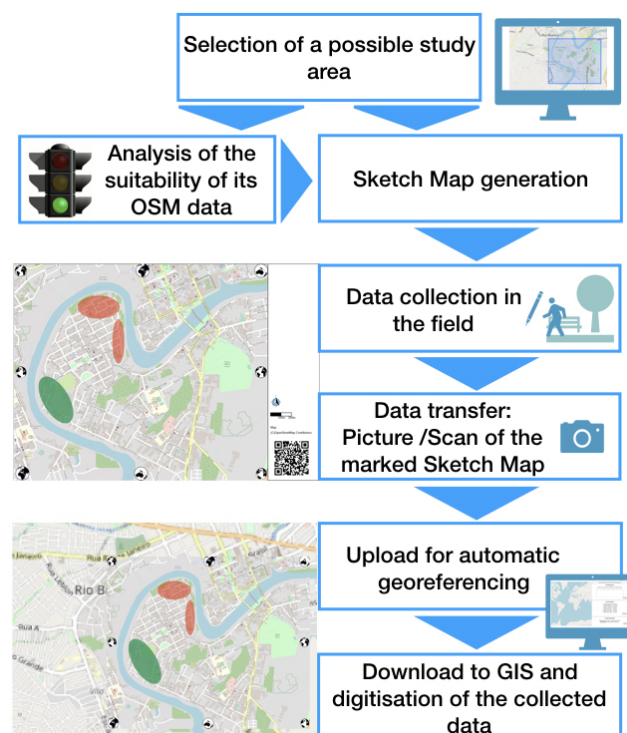 Selection of a possible study
area
Analysis of the
suitability of its
OSM data
Sketch Map generation
Data collection in
the field
Data transfer:
Picture /Scan of the
marked Sketch Map
Upload for automatic
georeferencing
Rio B
Rua A
Download to GIS and
digitisation of the collected
data